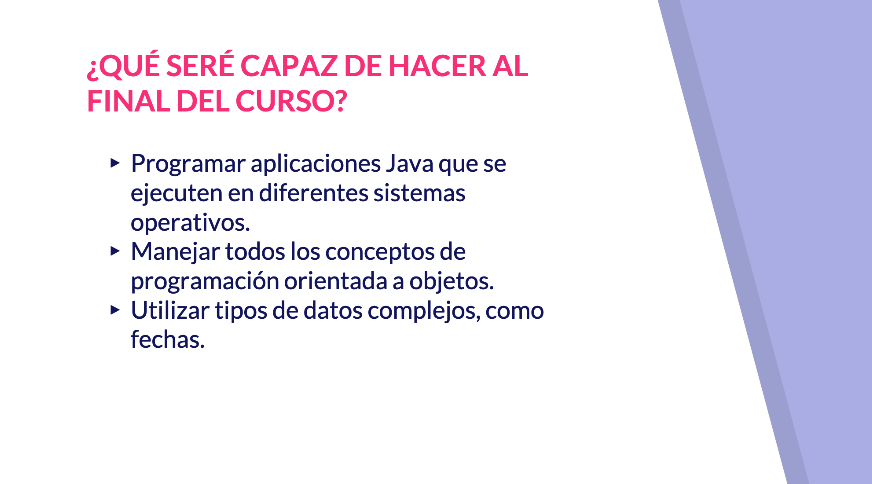 ¿QUÉ SERÉ CAPAZ DE HACER AL
FINAL DEL CURSO?
▸ Programar aplicaciones Java que se
ejecuten en diferentes sistemas
operativos.
▸ Manejar todos los conceptos de
programación orientada a objetos.
▸ Utilizar tipos de datos complejos, como
fechas.